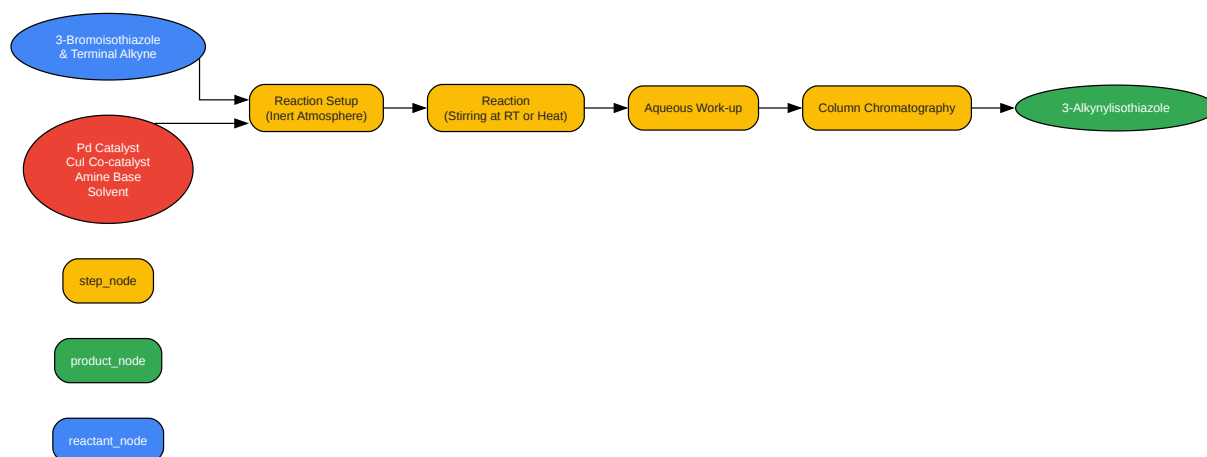 3-Bromoisothiazole
& Terminal Alkyne
Pd Catalyst
CuI Co-catalyst
Amine Base
Solvent
Reaction Setup
(Inert Atmosphere)
Reaction
(Stirring at RT or Heat)
Aqueous Work-up
Column Chromatography
3-Alkynylisothiazole
step_node
product_node
reactant_node